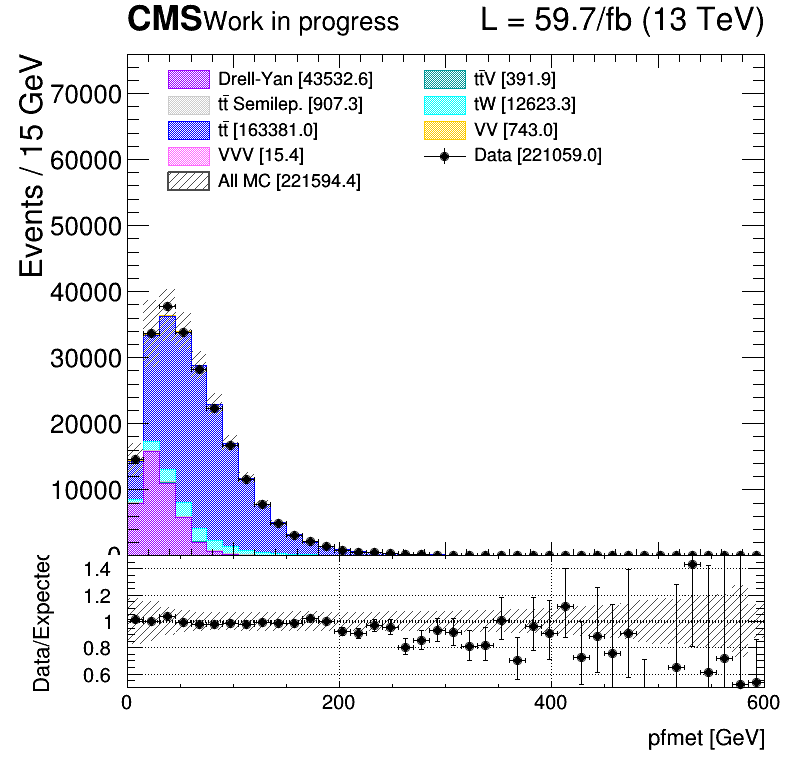 CMS Work in progress L = 59.7/fb (13 TeV)
Events / 15 GeV
70000
60000
50000
40000
30000
20000
10000
0
Drell-Yan [43532.6]
tt̄ Semilep. [907.3]
tt̄ [163381.0]
VVV [15.4]
All MC [221594.4]
tt̄V [391.9]
tW [12623.3]
VV [743.0]
Data [221059.0]
Data/Expected
1.4
1.2
1
0.8
0.6
0 200 400 600
pfmet [GeV]